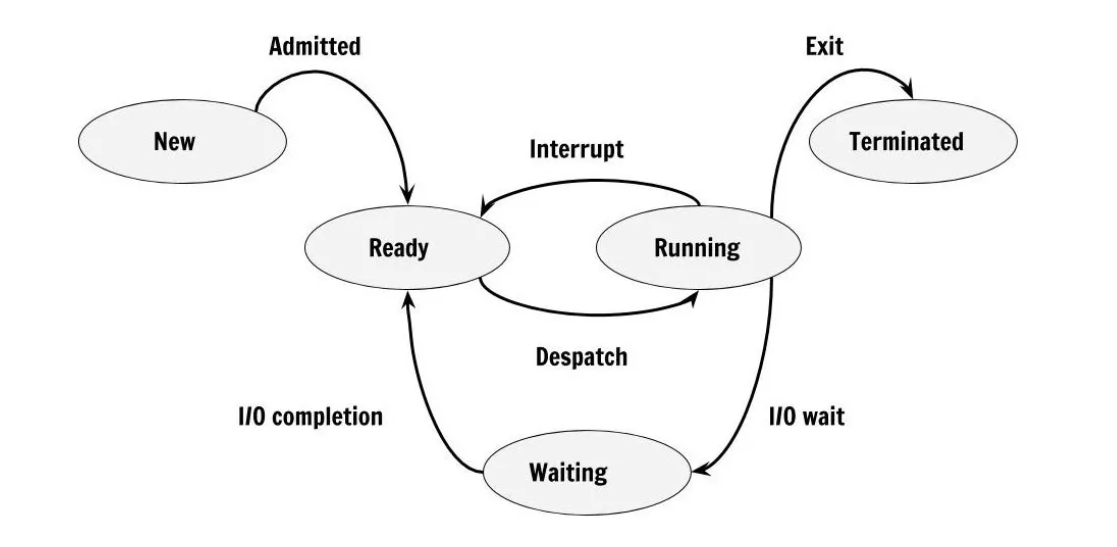 Admitted
Exit
New
Terminated
Interrupt
Ready
Running
Despatch
I/O completion
I/O wait
Waiting